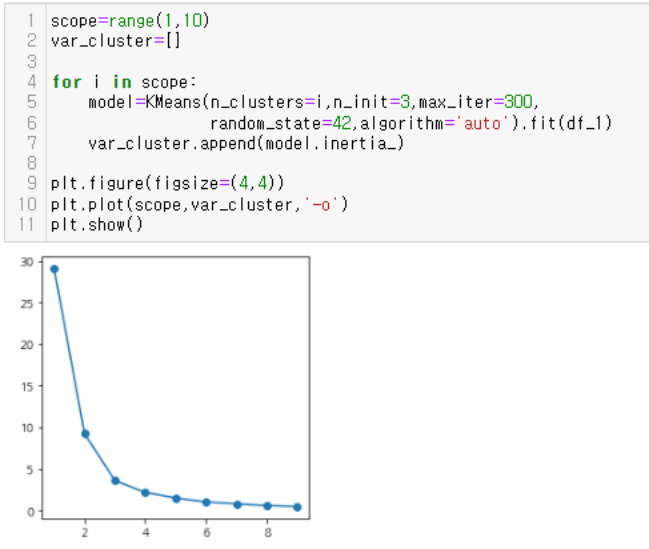 1 scope=range(1,10)
2 var_cluster=[]
3
4 for i in scope:
5     model=KMeans(n_clusters=i,n_init=3,max_iter=300,
6                  random_state=42,algorithm='auto').fit(df_1)
7     var_cluster.append(model.inertia_)
8
9 plt.figure(figsize=(4,4))
10 plt.plot(scope,var_cluster,'-o')
11 plt.show()
30
25
20
15
10
5
0
2 4 6 8